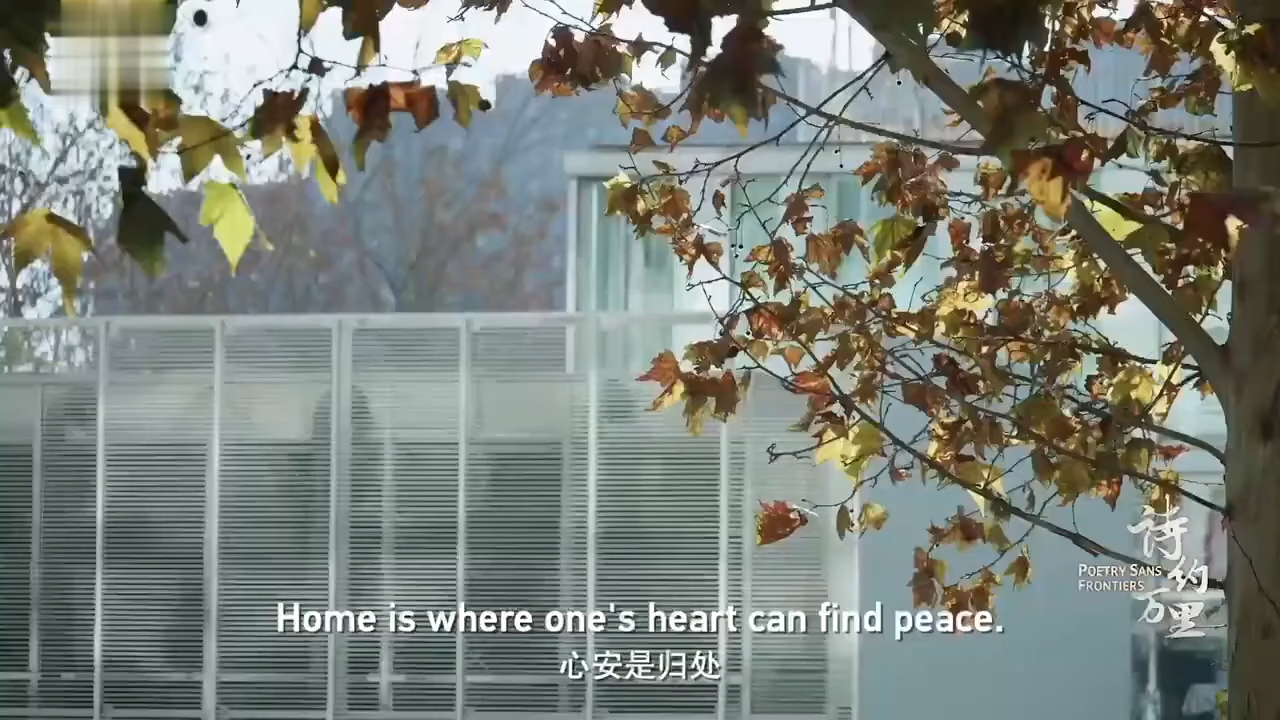 Home is where one's heart can find peace.
心安是归处
POETRY SANS
FRONTIERS
诗约
万里